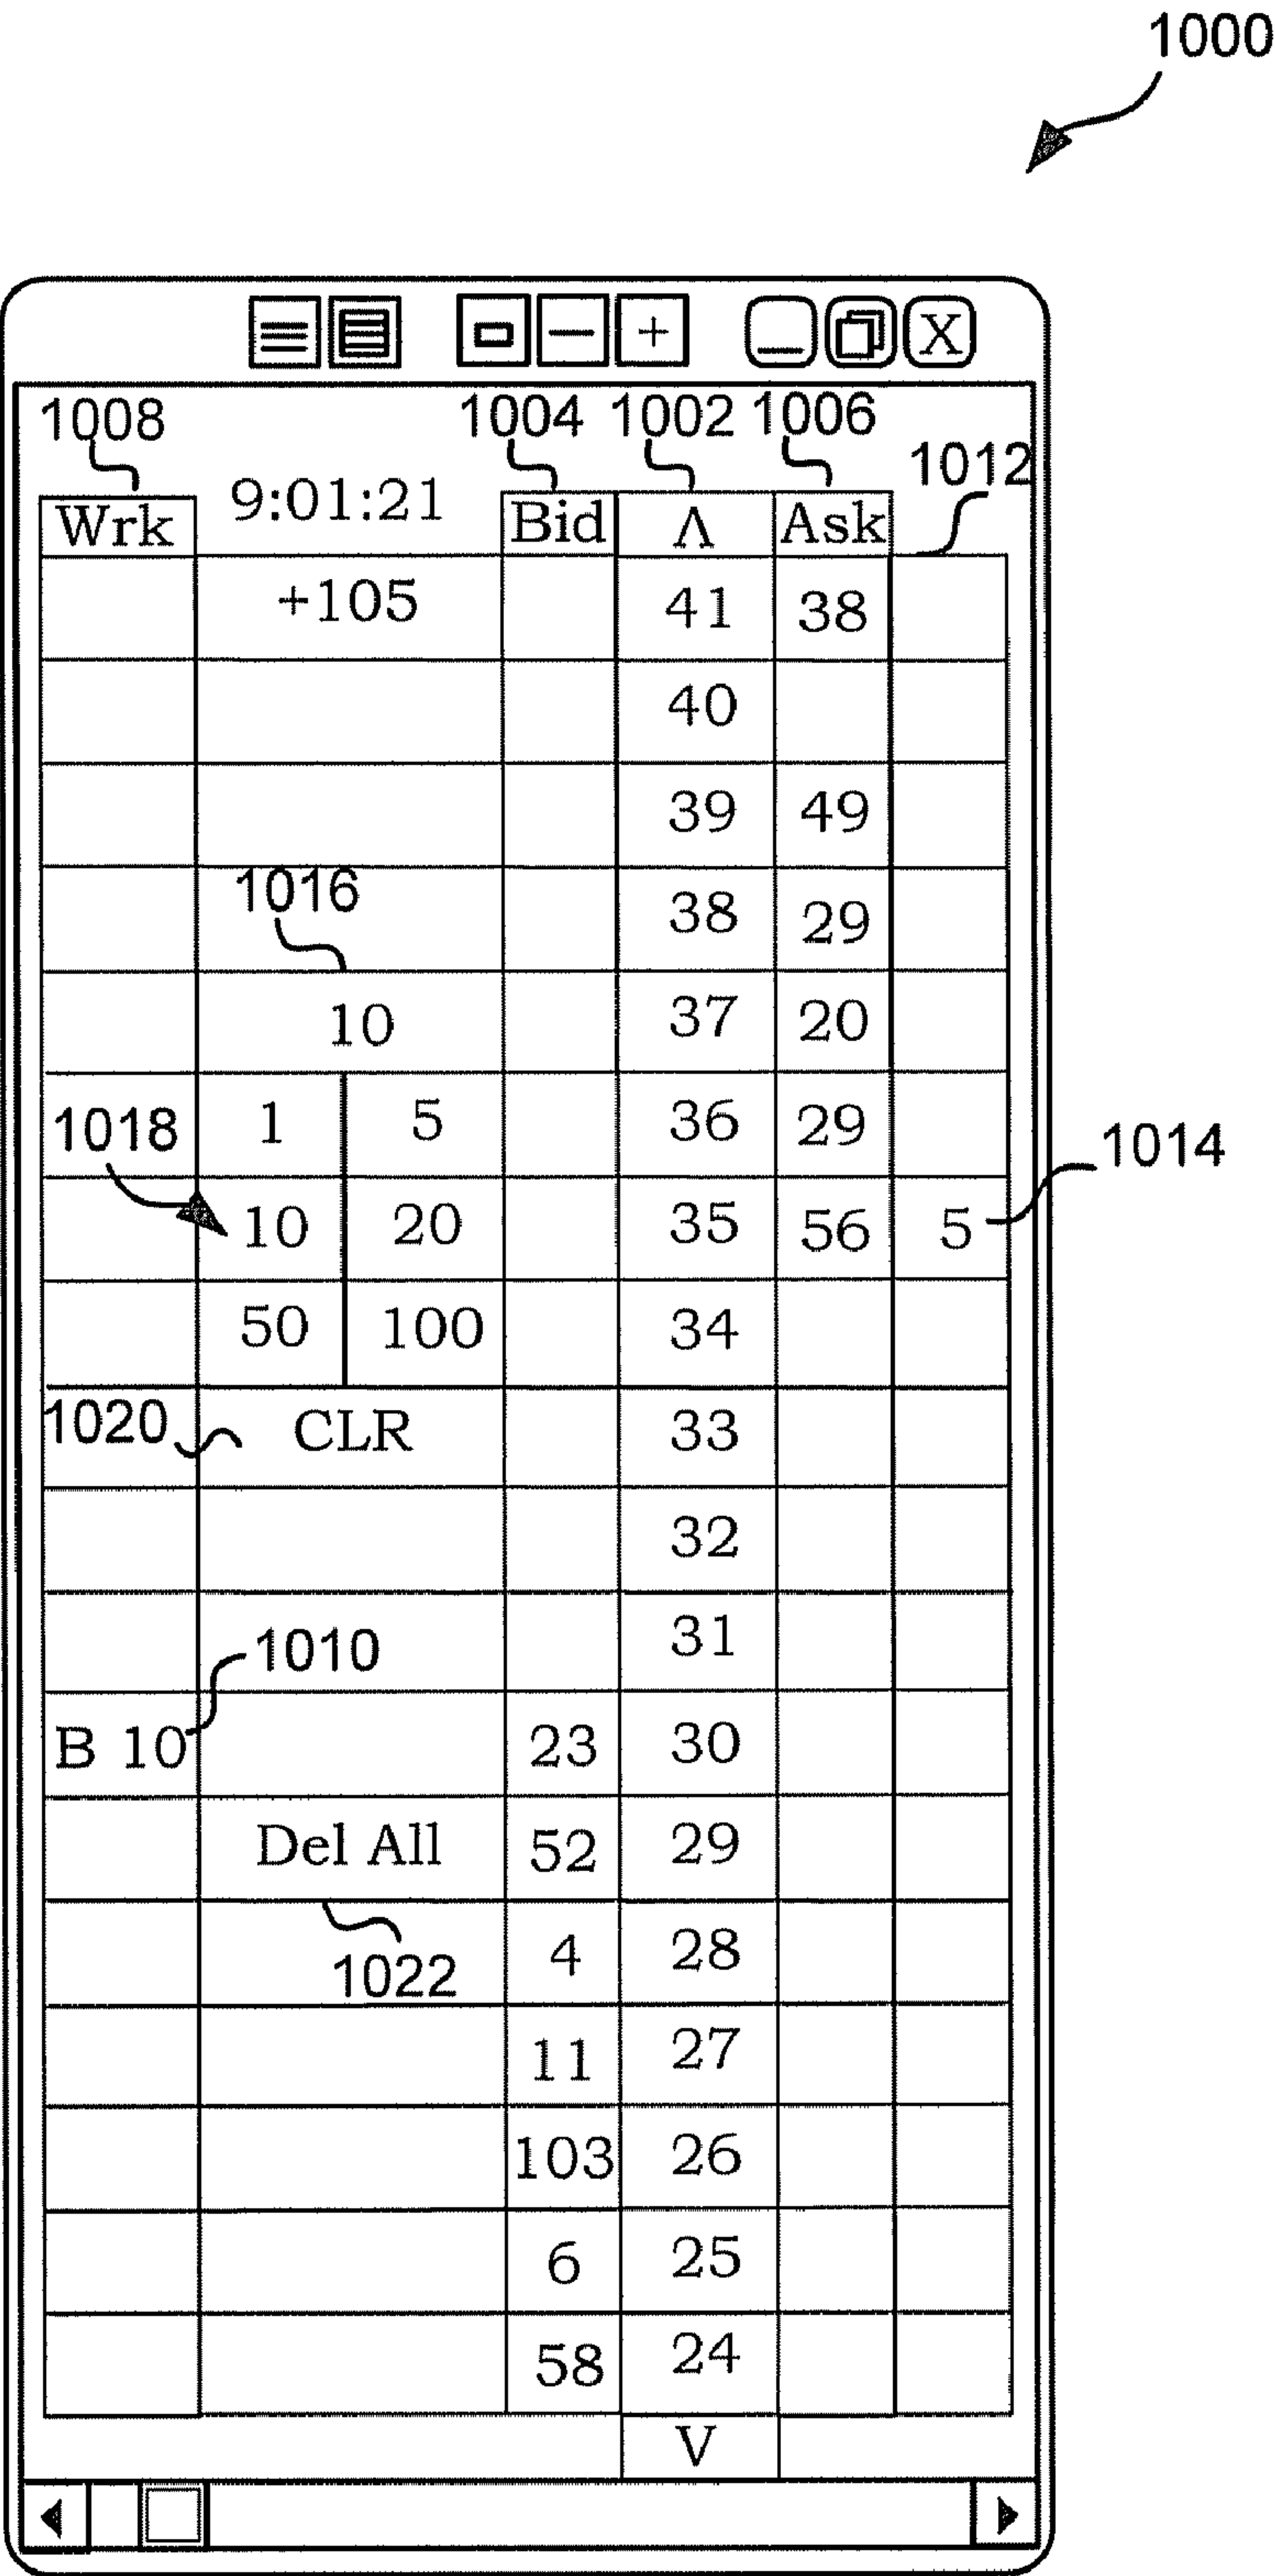 1000
X
1008 1004 1002 1006 1012
Wrk 9:01:21 Bid Λ Ask
+105 41 38
40
39 49
1016 38 29
10 37 20
1018 1 5 36 29 1014
10 20 35 56 5
50 100 34
1020 CLR 33
32
1010 31
B 10 23 30
Del All 52 29
1022 4 28
11 27
103 26
6 25
58 24
V